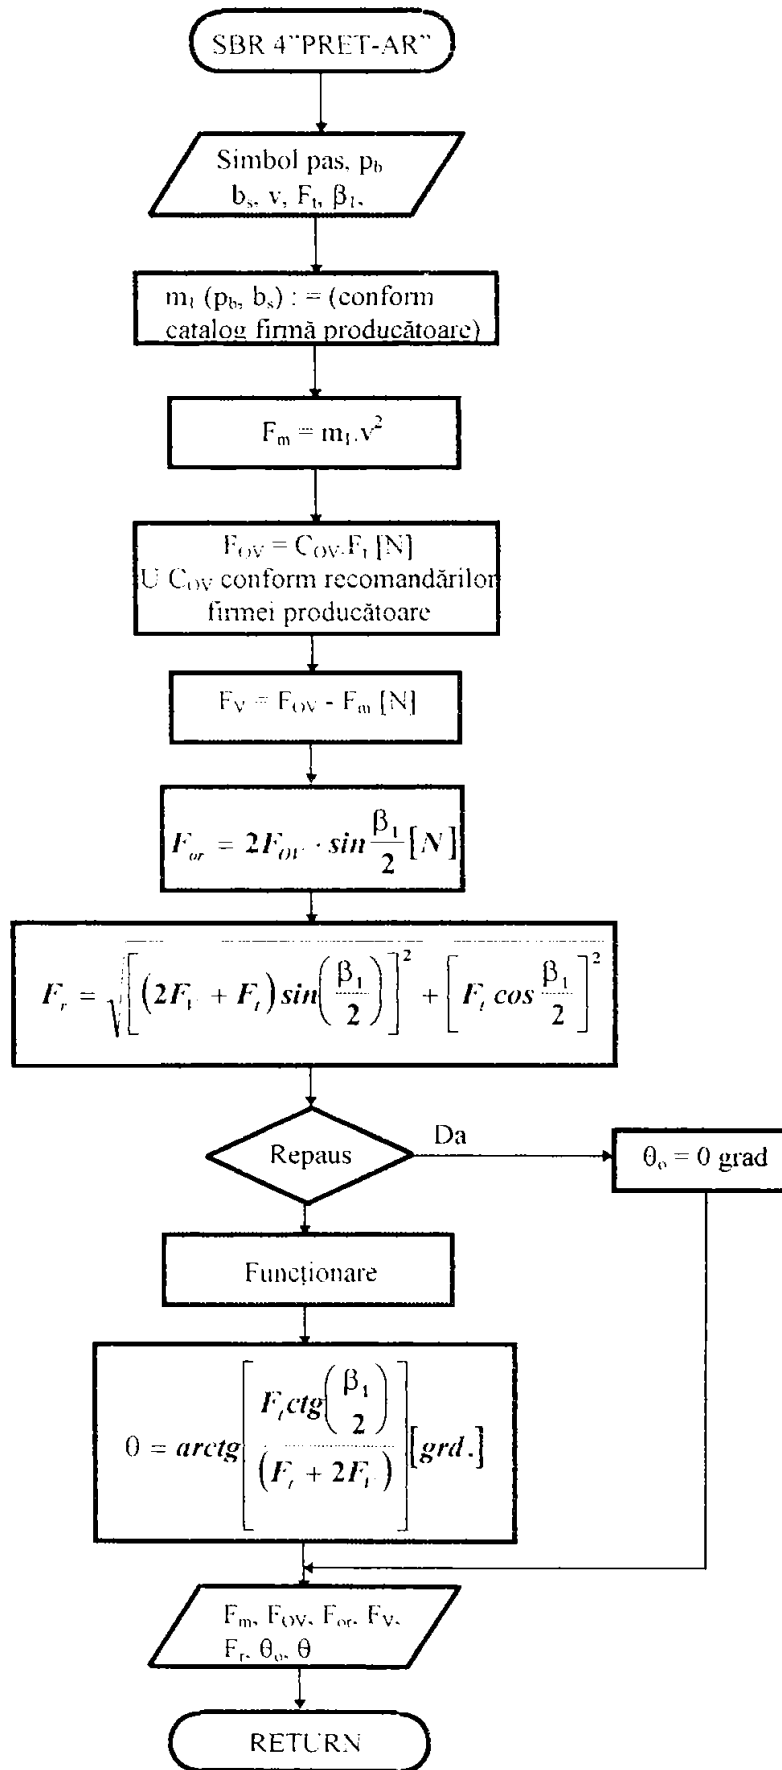 SBR 4"PRET-AR"
Simbol pas, p_b
b_s, v, F_t, β_1,
m_1 (p_b, b_s) : = (conform
catalog firmă producătoare)
F_m = m_1.v^2
F_OV = C_OV.F_t [N]
U C_OV conform recomandărilor
firmei producătoare
F_V = F_OV - F_m [N]
F_or = 2F_OV · sin β_1/2 [N]
F_r = √[(2F_V + F_t) sin(β_1/2)]^2 + [F_t cos β_1/2]^2
Repaus
Da
θ_o = 0 grad
Funcționare
θ = arctg [F_t ctg(β_1/2) / (F_t + 2F_V)] [grd.]
F_m, F_OV, F_or, F_V,
F_r, θ_o, θ
RETURN